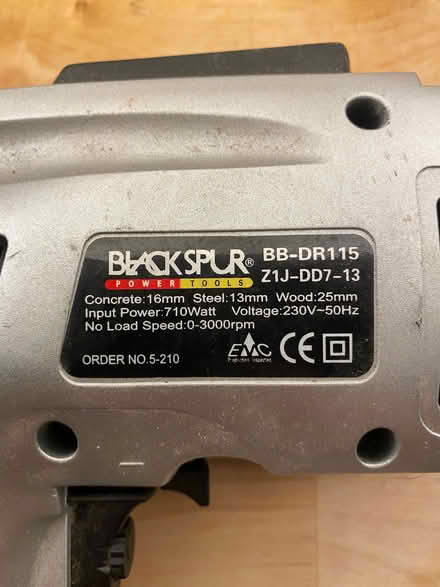 BLACKSPUR® BB-DR115
POWER TOOLS Z1J-DD7-13
Concrete:16mm Steel:13mm Wood:25mm
Input Power:710Watt Voltage:230V~50Hz
No Load Speed:0-3000rpm
ORDER NO.5-210 EMC CE